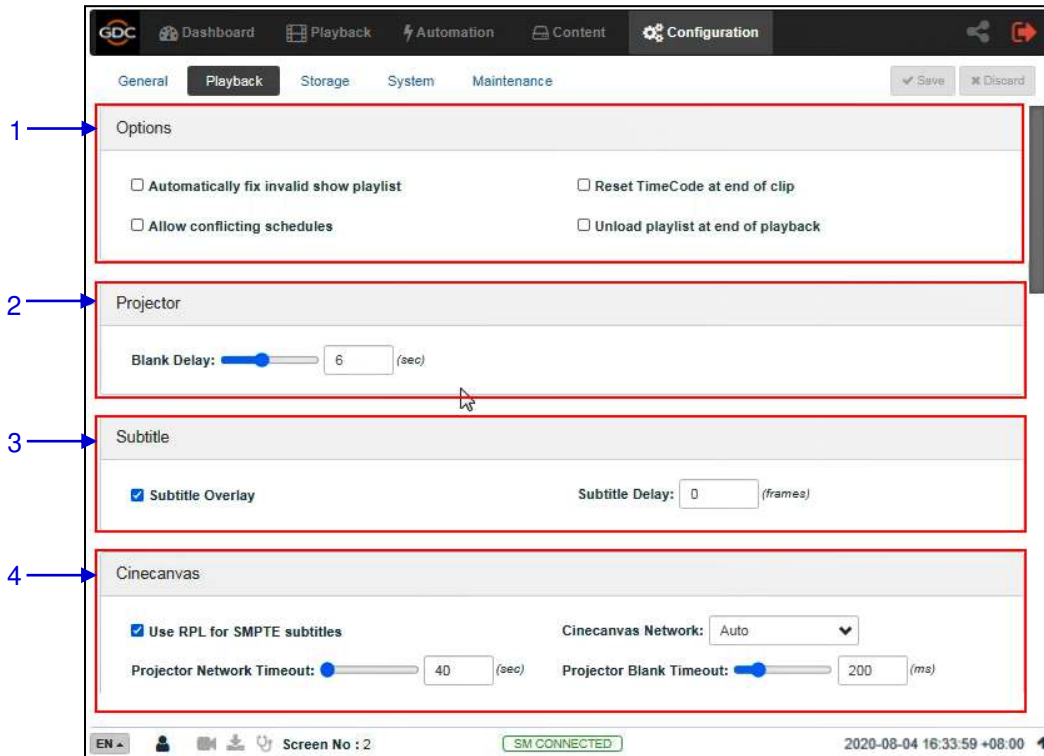 GDC Dashboard Playback Automation Content Configuration
General Playback Storage System Maintenance Save Discard
1
Options
Automatically fix invalid show playlist Reset TimeCode at end of clip
Allow conflicting schedules Unload playlist at end of playback
2
Projector
Blank Delay: 6 (sec)
3
Subtitle
Subtitle Overlay Subtitle Delay: 0 (frames)
4
Cinecanvas
Use RPL for SMPTE subtitles Cinecanvas Network: Auto
Projector Network Timeout: 40 (sec) Projector Blank Timeout: 200 (ms)
EN Screen No : 2 SM CONNECTED 2020-08-04 16:33:59 +08:00